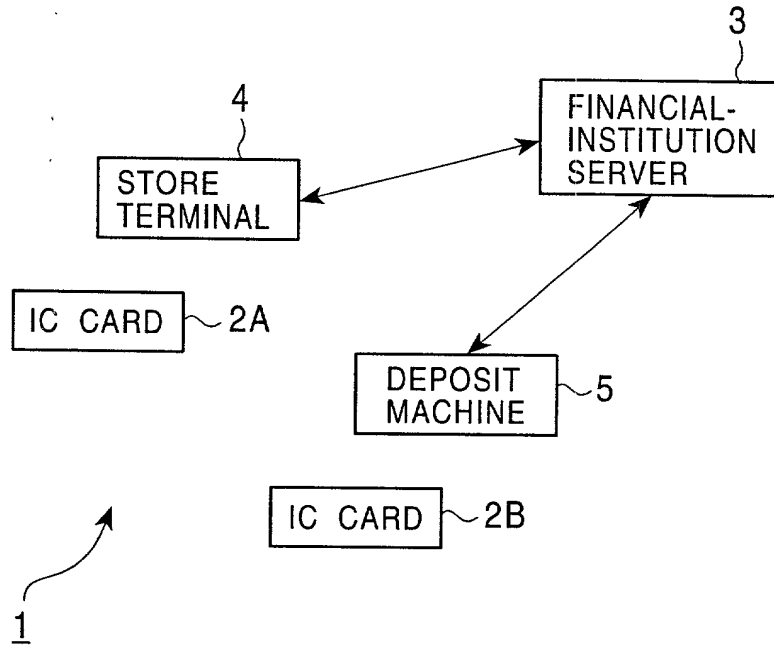 3
FINANCIAL-
INSTITUTION
SERVER
4
STORE
TERMINAL
IC CARD
2A
DEPOSIT
MACHINE
5
IC CARD
2B
1